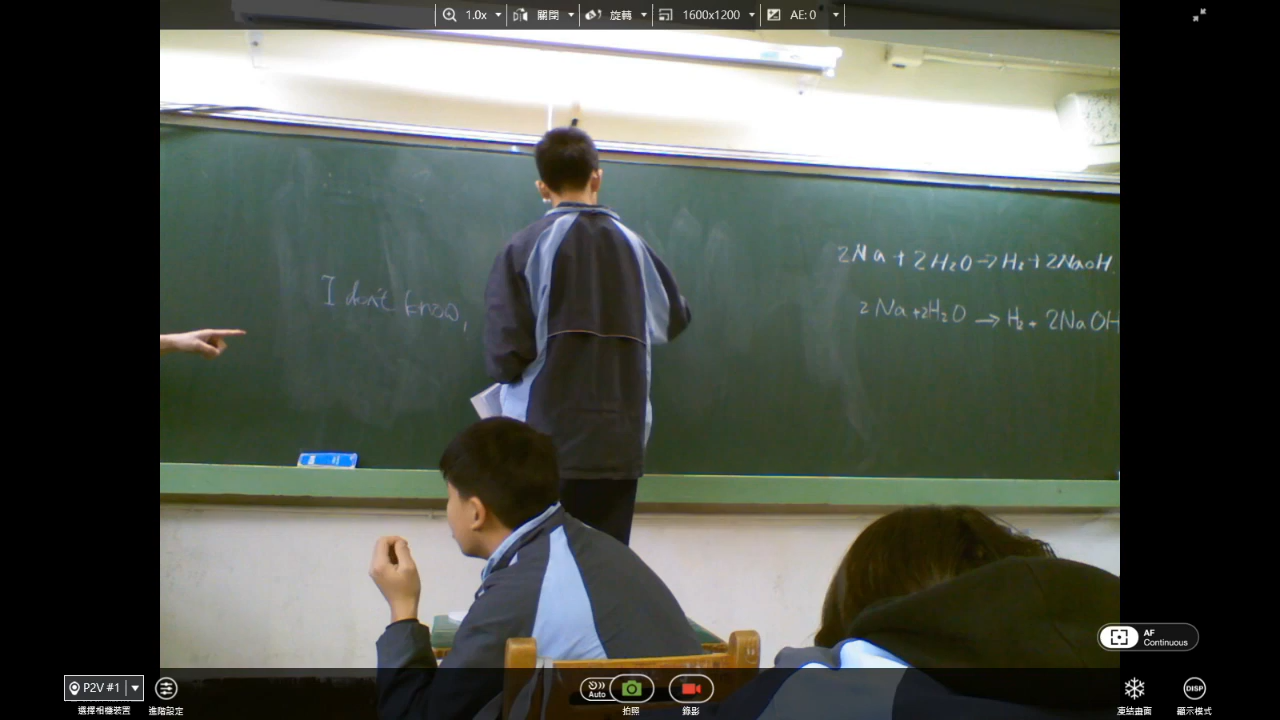 1.0x
關閉
旋轉
1600x1200
AE: 0
2Na + 2H₂O → H₂ + 2NaOH
I don't know,
2Na + 2H₂O → H₂ + 2NaOH
AF
Continuous
P2V #1
Auto
DISP
選擇相機裝置
進階設定
拍照
錄影
凍結畫面
顯示模式